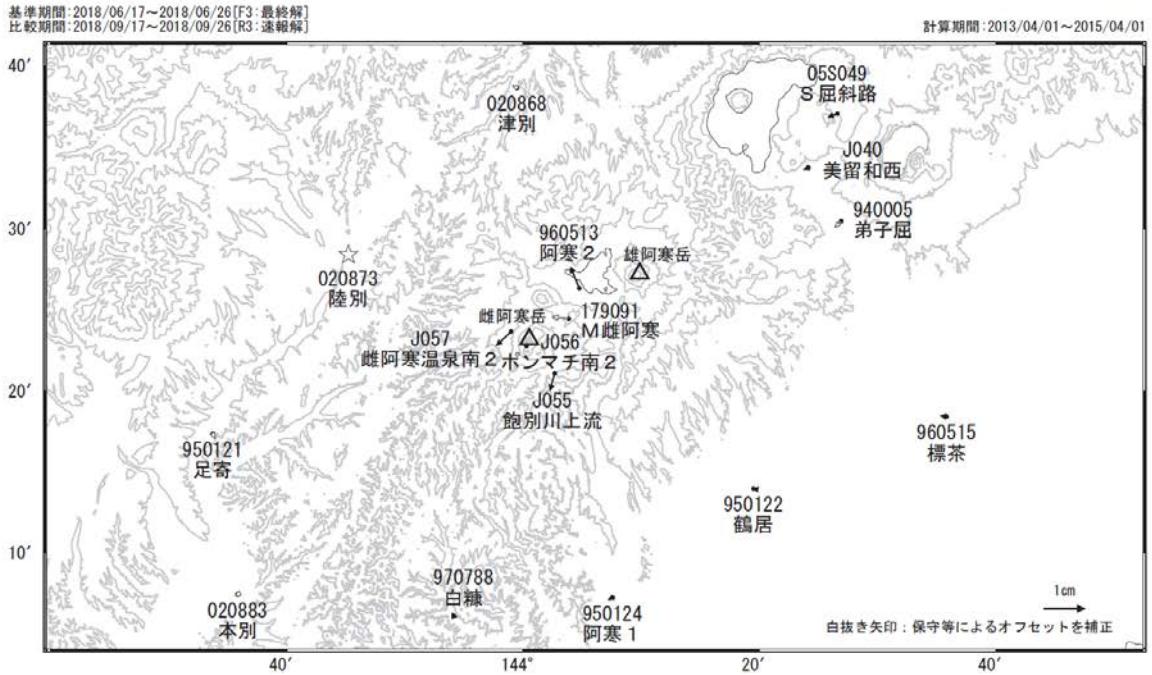 基準期間:2018/06/17～2018/06/26[F3:最終解]
比較期間:2018/09/17～2018/09/26[R3:速報解]
計算期間:2013/04/01～2015/04/01
40′
05S049
S屈斜路
020868
津別
J040
美留和西
940005
弟子屈
30′
960513
阿寒2
雄阿寒岳
020873
陸別
179091
M雌阿寒
雌阿寒岳
J057
雌阿寒温泉南2
J056
ポンマチ南2
20′
J055
飽別川上流
960515
標茶
950121
足寄
950122
鶴居
10′
970788
白糠
020883
本別
950124
阿寒1
1cm
白抜き矢印:保守等によるオフセットを補正
40′
144°
20′
40′